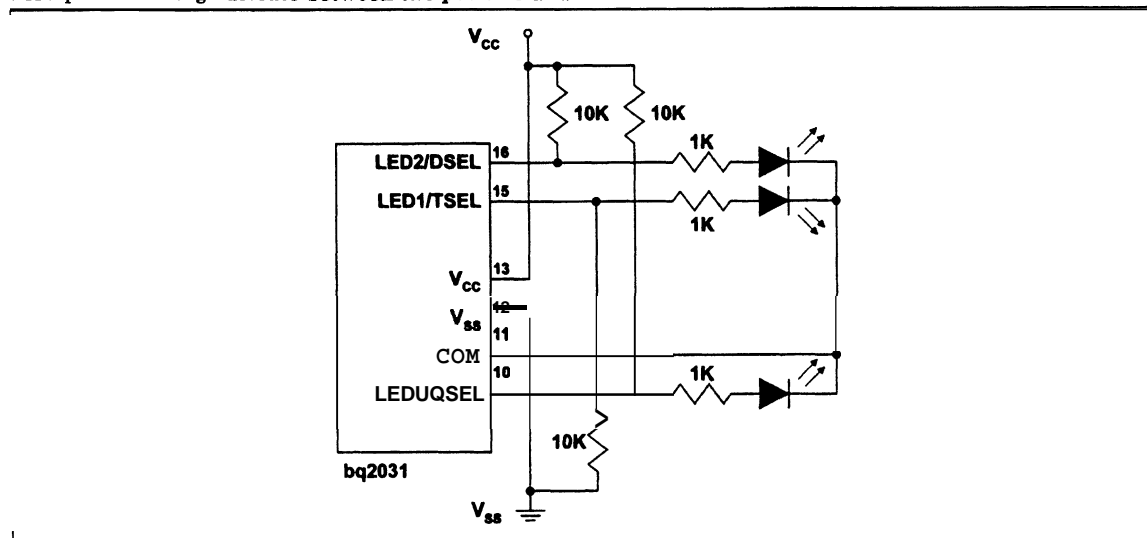 Vcc
10K
10K
1K
LED2/DSEL
16
LED1/TSEL
15
1K
Vcc
13
12
Vss
11
COM
10
LEDUQSEL
1K
10K
bq2031
Vss